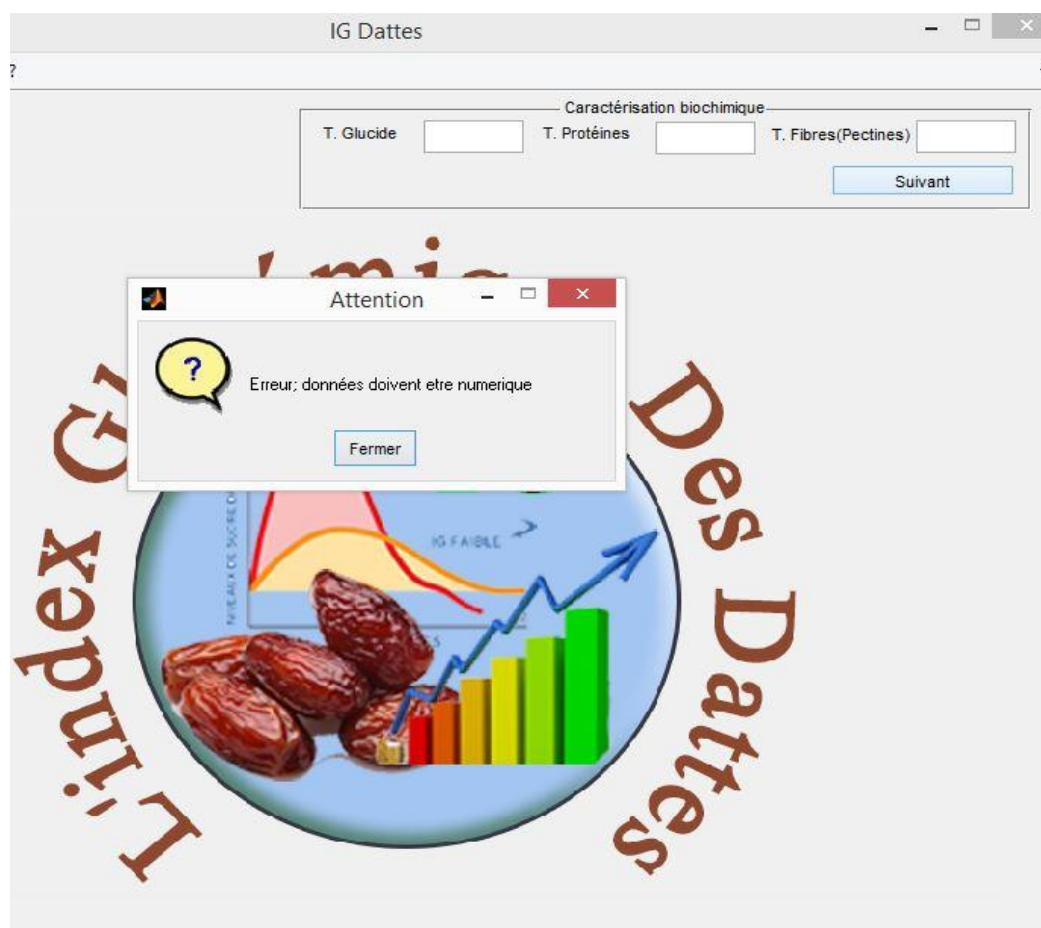 IG Dattes
?
Caractérisation biochimique
T. Glucide
T. Protéines
T. Fibres(Pectines)
Suivant
Attention
?
Erreur; données doivent etre numerique
Fermer
IG FAIBLE
L'index
Des Dattes